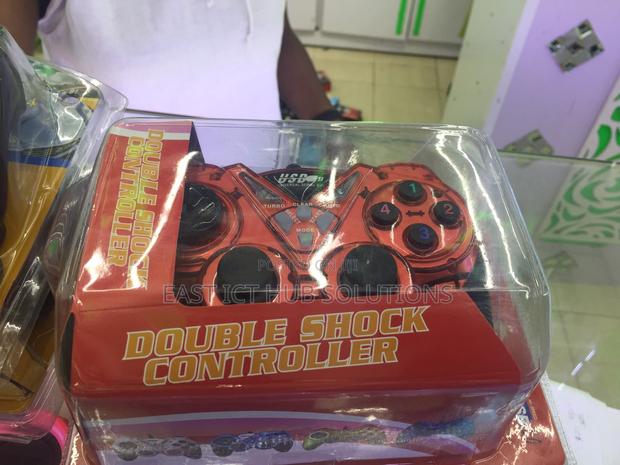 DOUBLE SHOCK
CONTROLLER
USB
TURBO
CLEAR
MODE
1
2
3
4
EAST ICT HUB SOLUTIONS
DOUBLE SHOCK
CONTROLLER